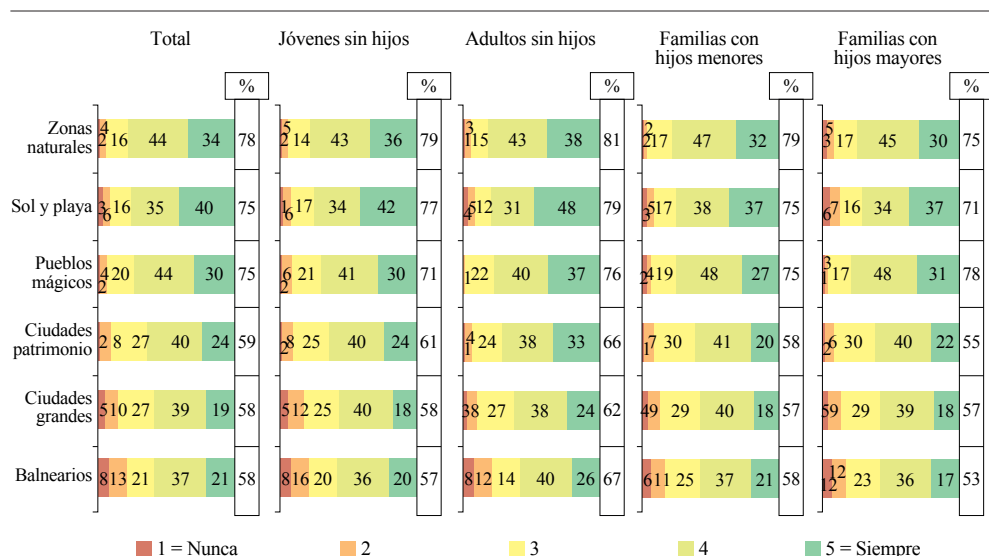 Total Jóvenes sin hijos Adultos sin hijos Familias con hijos menores Familias con hijos mayores
% % % % %
Zonas naturales 2 4 16 44 34 78 2 5 14 43 36 79 1 3 15 43 38 81 2 2 17 47 32 79 3 5 17 45 30 75
Sol y playa 3 6 16 35 40 75 1 6 17 34 42 77 4 5 12 31 48 79 3 5 17 38 37 75 6 7 16 34 37 71
Pueblos mágicos 2 4 20 44 30 75 2 6 21 41 30 71 1 22 40 37 76 2 4 19 48 27 75 1 3 17 48 31 78
Ciudades patrimonio 2 8 27 40 24 59 2 8 25 40 24 61 1 4 24 38 33 66 1 7 30 41 20 58 2 6 30 40 22 55
Ciudades grandes 5 10 27 39 19 58 5 12 25 40 18 58 3 8 27 38 24 62 4 9 29 40 18 57 5 9 29 39 18 57
Balnearios 8 13 21 37 21 58 8 16 20 36 20 57 8 12 14 40 26 67 6 11 25 37 21 58 12 12 23 36 17 53
1 = Nunca 2 3 4 5 = Siempre